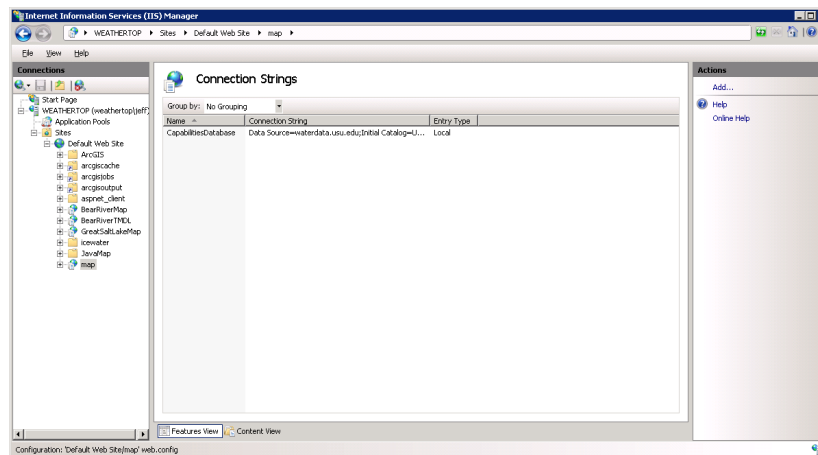 Internet Information Services (IIS) Manager
WEATHERTOP Sites Default Web Site map
File View Help
Connections
Start Page
WEATHERTOP (weathertop\jeff)
Application Pools
Sites
Default Web Site
ArcGIS
arcgiscache
arcgisjobs
arcgisoutput
aspnet_client
BearRiverMap
BearRiverTMDL
GreatSaltLakeMap
icewater
JavaMap
map
Connection Strings
Group by: No Grouping
Name Connection String Entry Type
CapabilitiesDatabase Data Source=waterdata.usu.edu;Initial Catalog=U... Local
Features View Content View
Actions
Add...
Help
Online Help
Configuration: 'Default Web Site/map' web.config